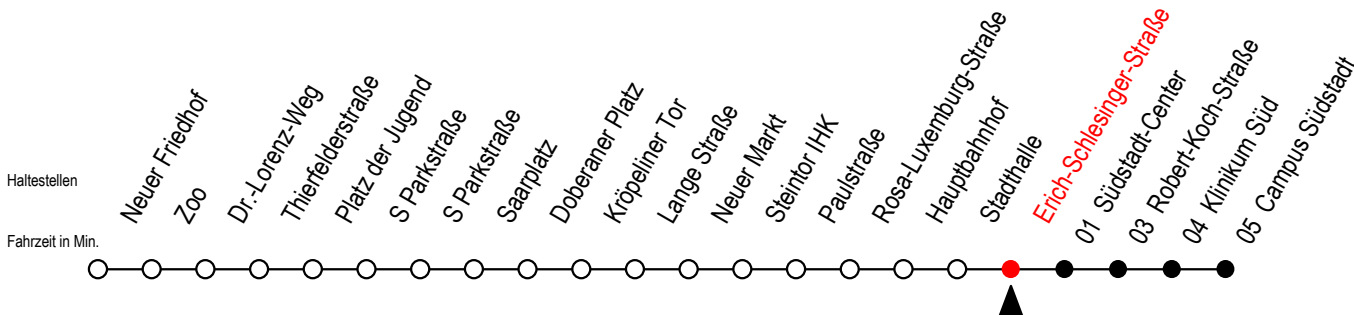 Haltestellen
Fahrzeit in Min.
Neuer Friedhof
Zoo
Dr.-Lorenz-Weg
Thierfelderstraße
Platz der Jugend
S Parkstraße
S Parkstraße
Saarplatz
Doberaner Platz
Kröpeliner Tor
Lange Straße
Neuer Markt
Steintor IHK
Paulstraße
Rosa-Luxemburg-Straße
Hauptbahnhof
Stadthalle
Erich-Schlesinger-Straße
01 Südstadt-Center
03 Robert-Koch-Straße
04 Klinikum Süd
05 Campus Südstadt